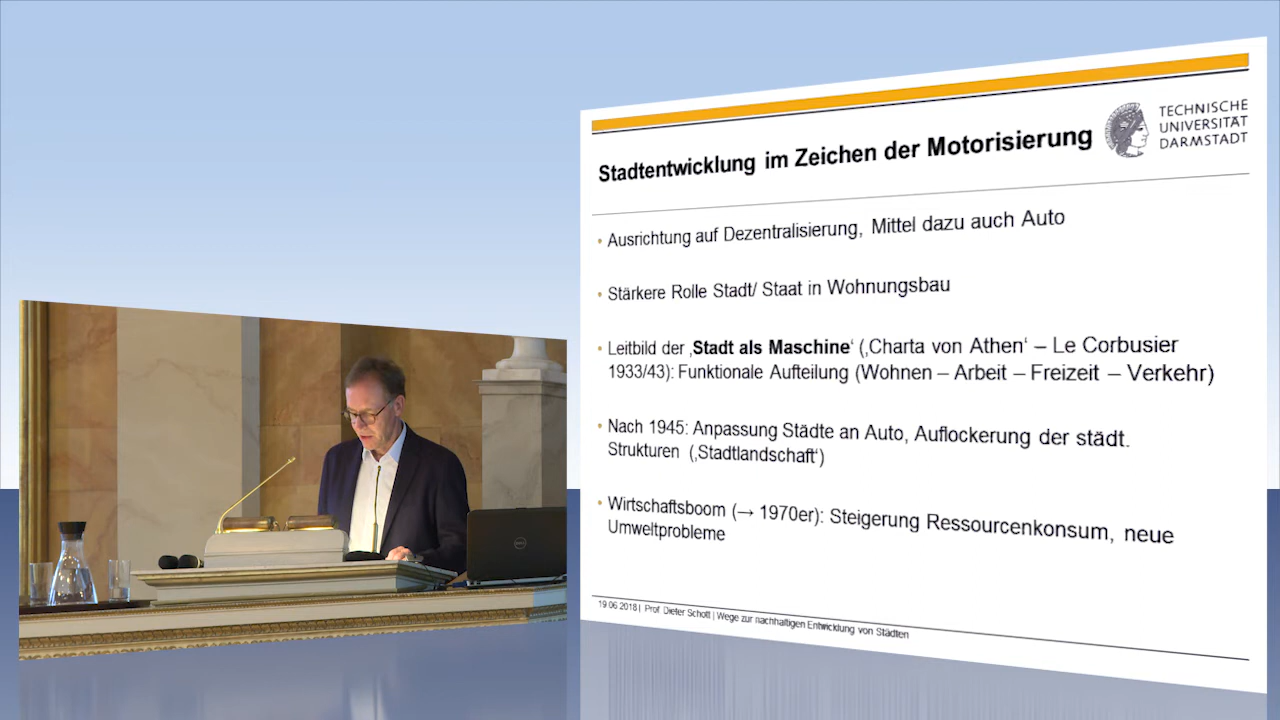 TECHNISCHE
UNIVERSITÄT
DARMSTADT
Stadtentwicklung im Zeichen der Motorisierung
• Ausrichtung auf Dezentralisierung, Mittel dazu auch Auto
• Stärkere Rolle Stadt/ Staat in Wohnungsbau
• Leitbild der ‚Stadt als Maschine‘ (‚Charta von Athen‘ – Le Corbusier
1933/43): Funktionale Aufteilung (Wohnen – Arbeit – Freizeit – Verkehr)
• Nach 1945: Anpassung Städte an Auto, Auflockerung der städt.
Strukturen (‚Stadtlandschaft‘)
• Wirtschaftsboom (→ 1970er): Steigerung Ressourcenkonsum, neue
Umweltprobleme
19.06.2018 | Prof. Dieter Schott | Wege zur nachhaltigen Entwicklung von Städten
DELL